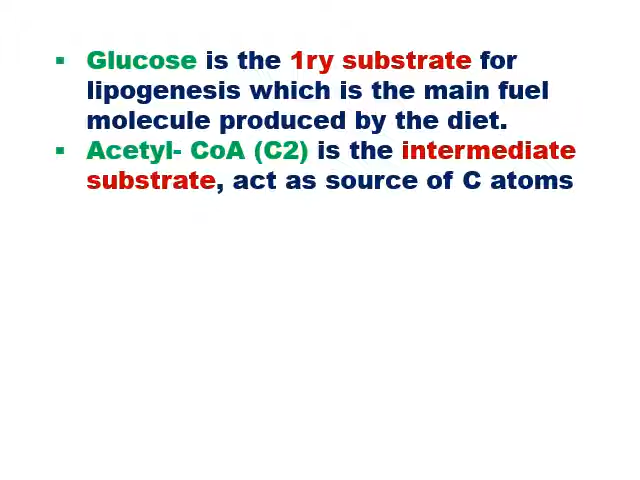 ▪ Glucose is the 1ry substrate for
lipogenesis which is the main fuel
molecule produced by the diet.
▪ Acetyl- CoA (C2) is the intermediate
substrate, act as source of C atoms